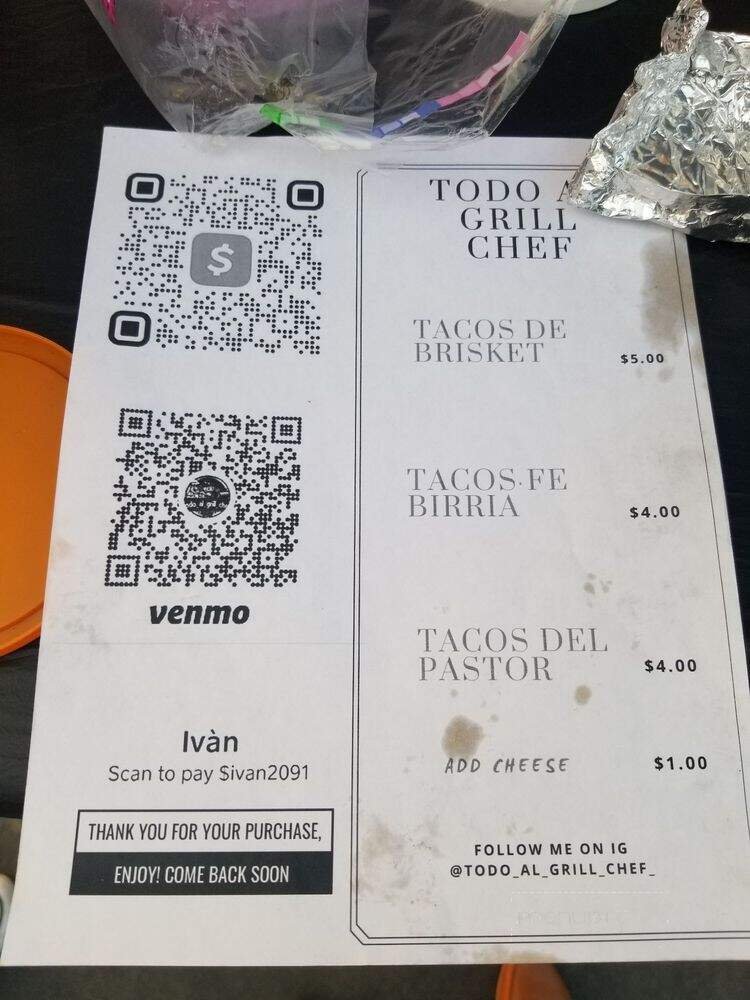 $
venmo
Ivàn
Scan to pay $ivan2091
THANK YOU FOR YOUR PURCHASE,
ENJOY! COME BACK SOON
TODO A
GRILL
CHEF
TACOS DE
BRISKET
$5.00
TACOS FE
BIRRIA
$4.00
TACOS DEL
PASTOR
$4.00
ADD CHEESE
$1.00
FOLLOW ME ON IG
@TODO_AL_GRILL_CHEF_